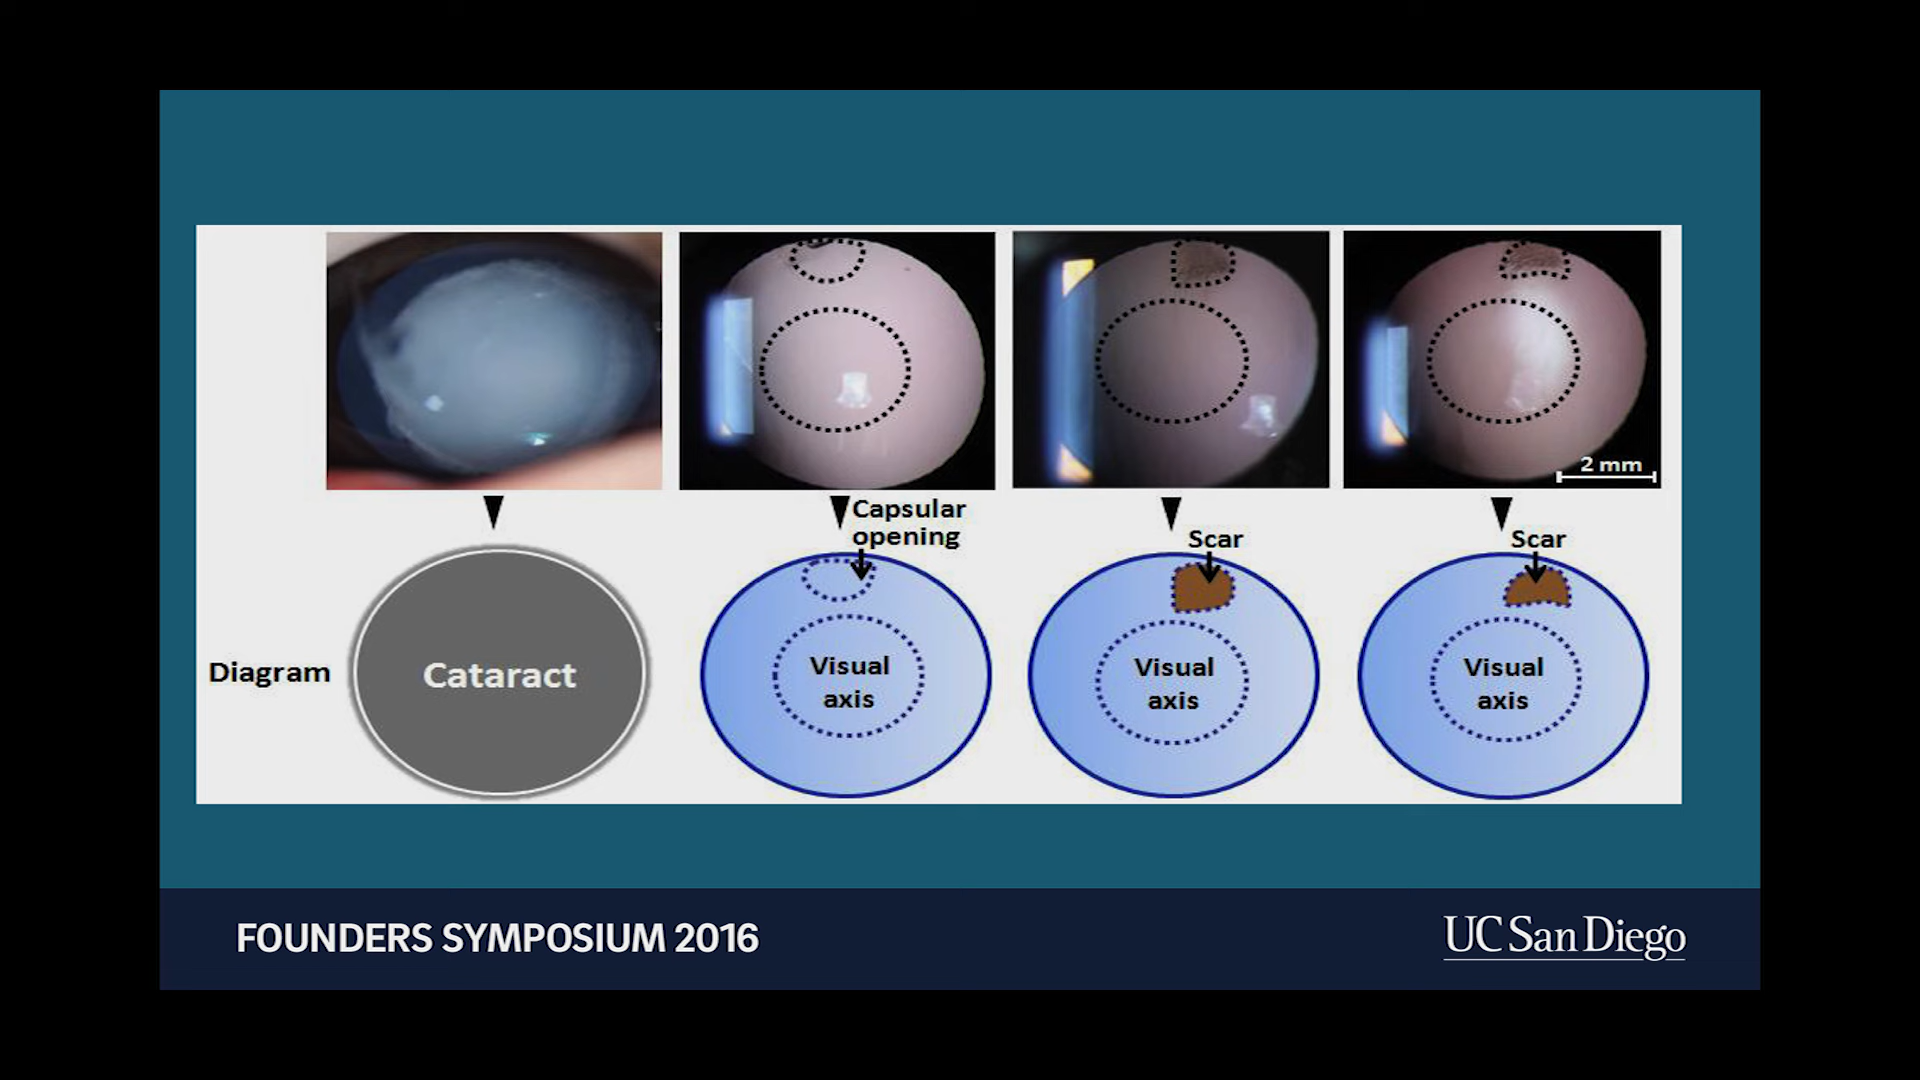 2 mm
Capsular
opening
Scar
Scar
Diagram
Cataract
Visual
axis
Visual
axis
Visual
axis
FOUNDERS SYMPOSIUM 2016
UC San Diego